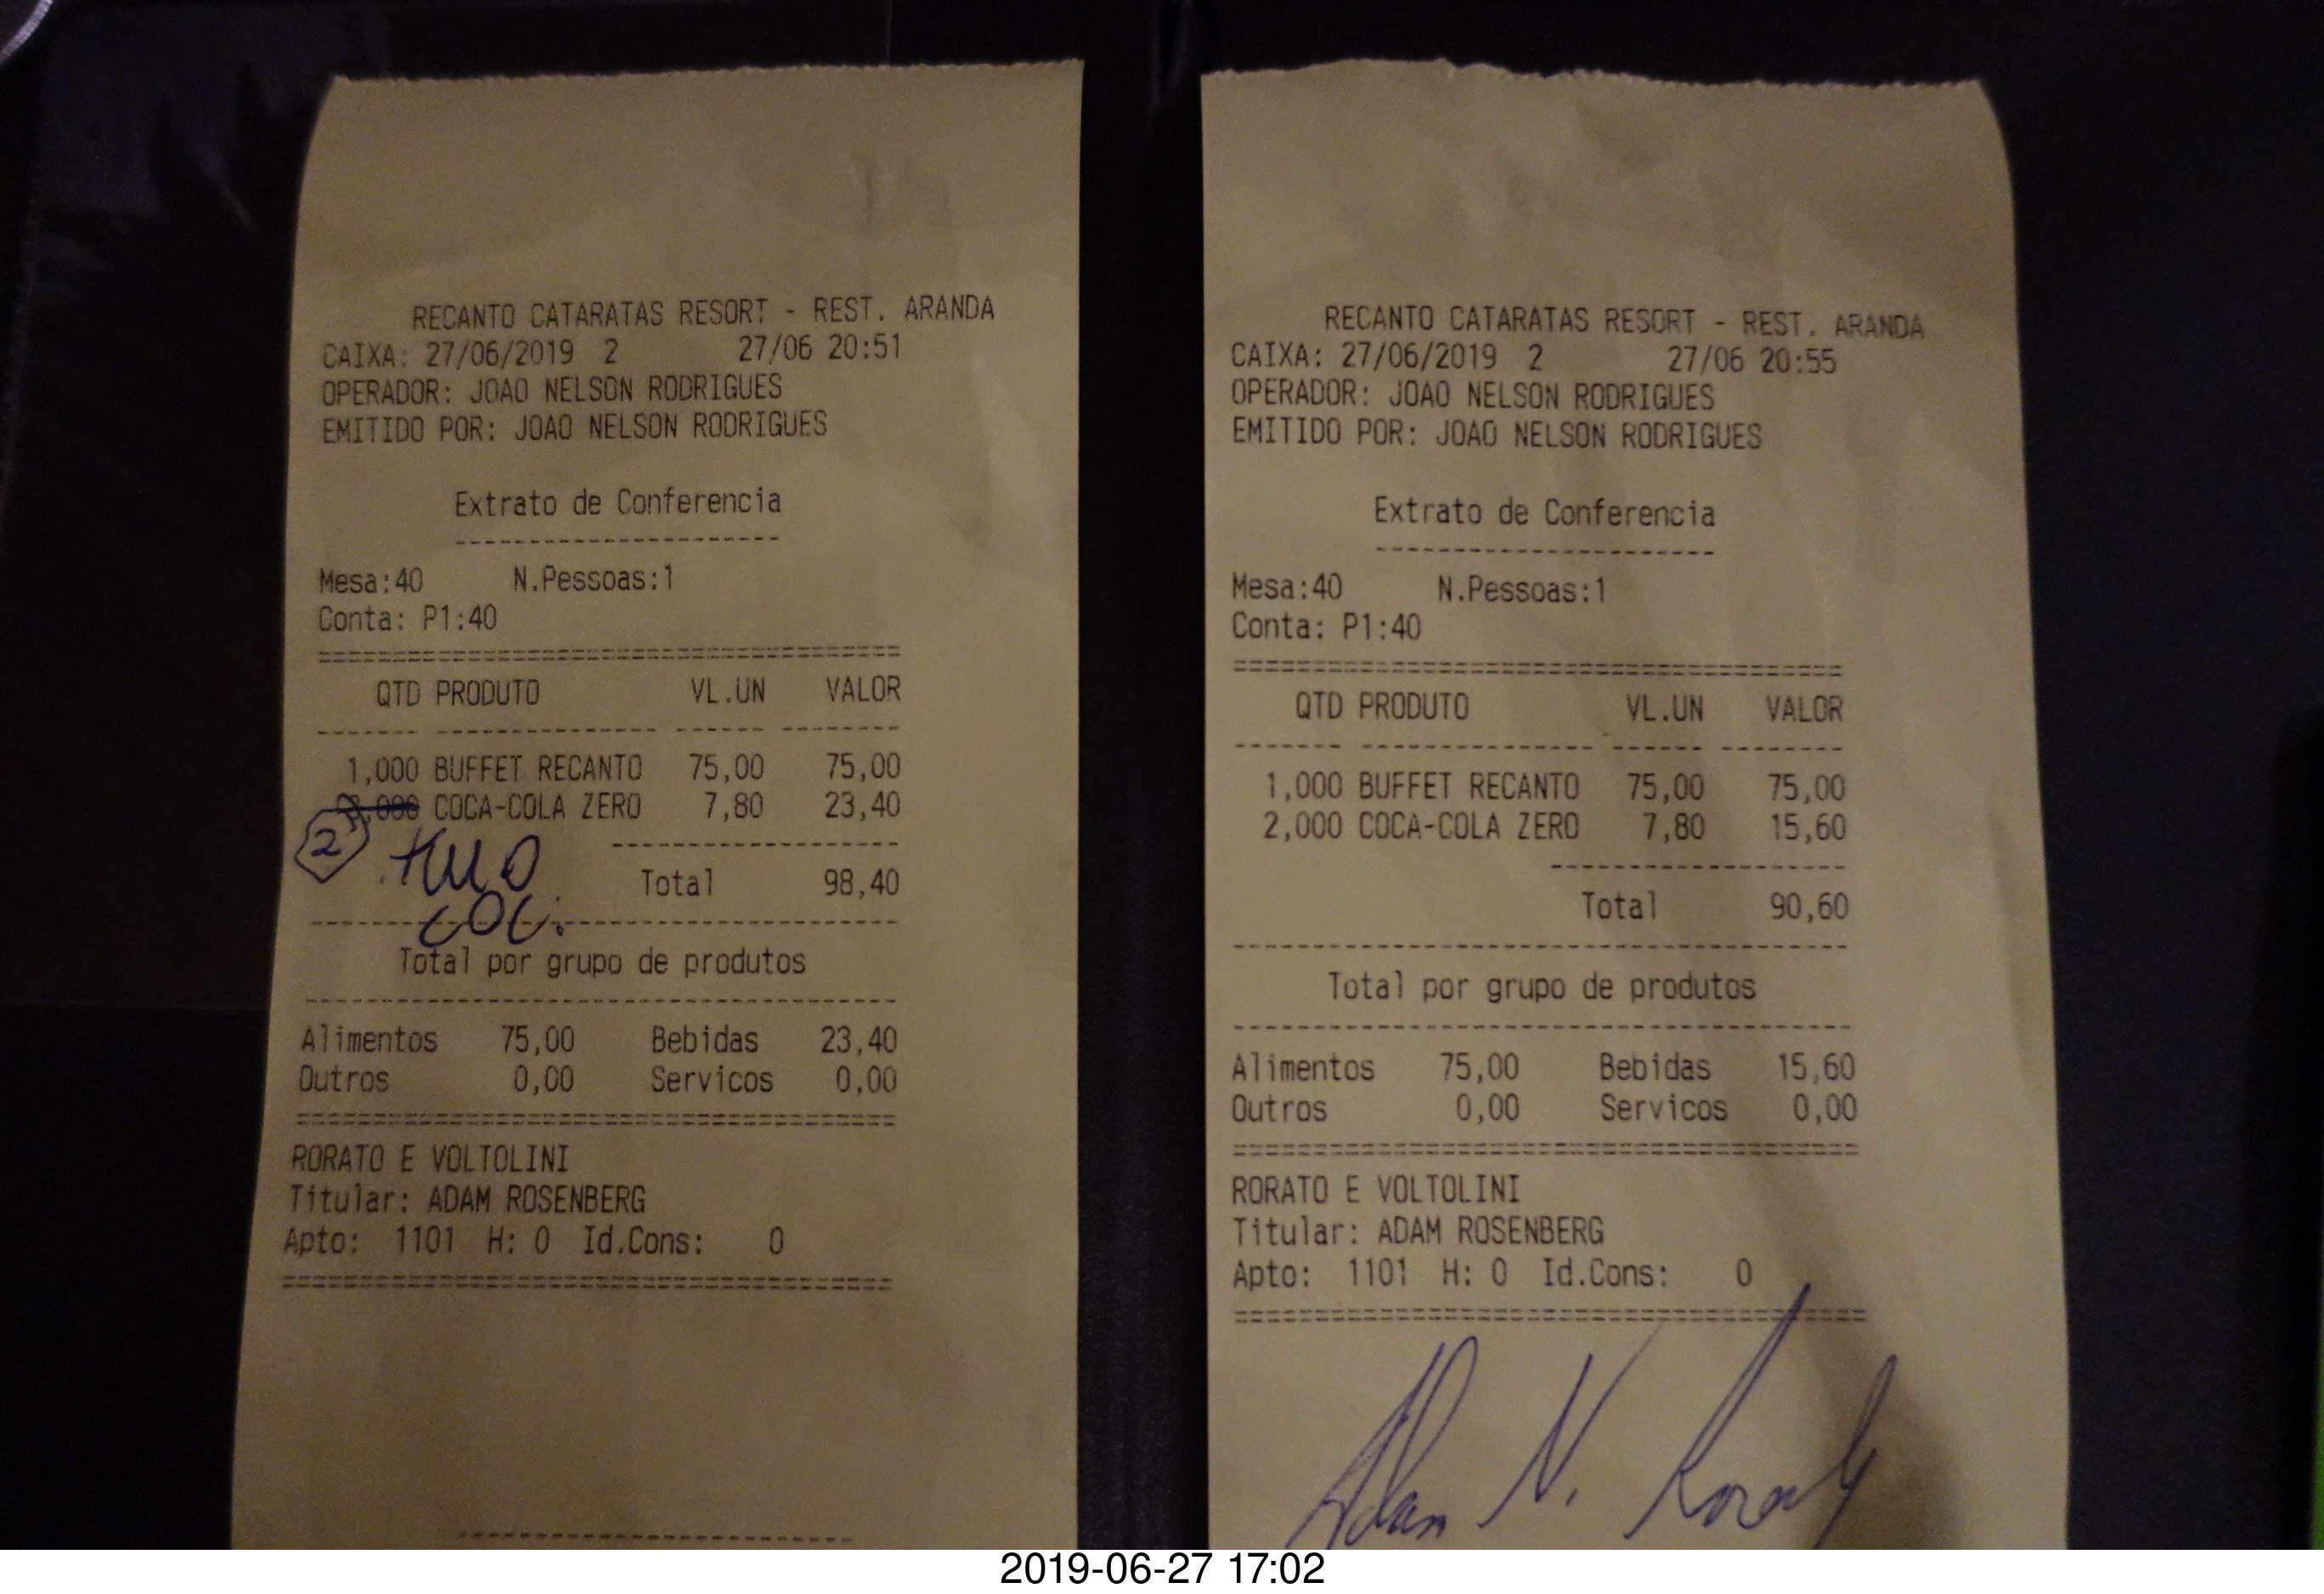 RECANTO CATARATAS RESORT - REST. ARANDA
CAIXA: 27/06/2019 2 27/06 20:51
OPERADOR: JOAO NELSON RODRIGUES
EMITIDO POR: JOAO NELSON RODRIGUES
Extrato de Conferencia
Mesa:40 N.Pessoas:1
Conta: P1:40
QTD PRODUTO VL.UN VALOR
1,000 BUFFET RECANTO 75,00 75,00
3,000 COCA-COLA ZERO 7,80 23,40
2
Total 98,40
Total por grupo de produtos
Alimentos 75,00 Bebidas 23,40
Outros 0,00 Servicos 0,00
RORATO E VOLTOLINI
Titular: ADAM ROSENBERG
Apto: 1101 H: 0 Id.Cons: 0
RECANTO CATARATAS RESORT - REST. ARANDA
CAIXA: 27/06/2019 2 27/06 20:55
OPERADOR: JOAO NELSON RODRIGUES
EMITIDO POR: JOAO NELSON RODRIGUES
Extrato de Conferencia
Mesa:40 N.Pessoas:1
Conta: P1:40
QTD PRODUTO VL.UN VALOR
1,000 BUFFET RECANTO 75,00 75,00
2,000 COCA-COLA ZERO 7,80 15,60
Total 90,60
Total por grupo de produtos
Alimentos 75,00 Bebidas 15,60
Outros 0,00 Servicos 0,00
RORATO E VOLTOLINI
Titular: ADAM ROSENBERG
Apto: 1101 H: 0 Id.Cons: 0
Adam N.
2019-06-27 17:02